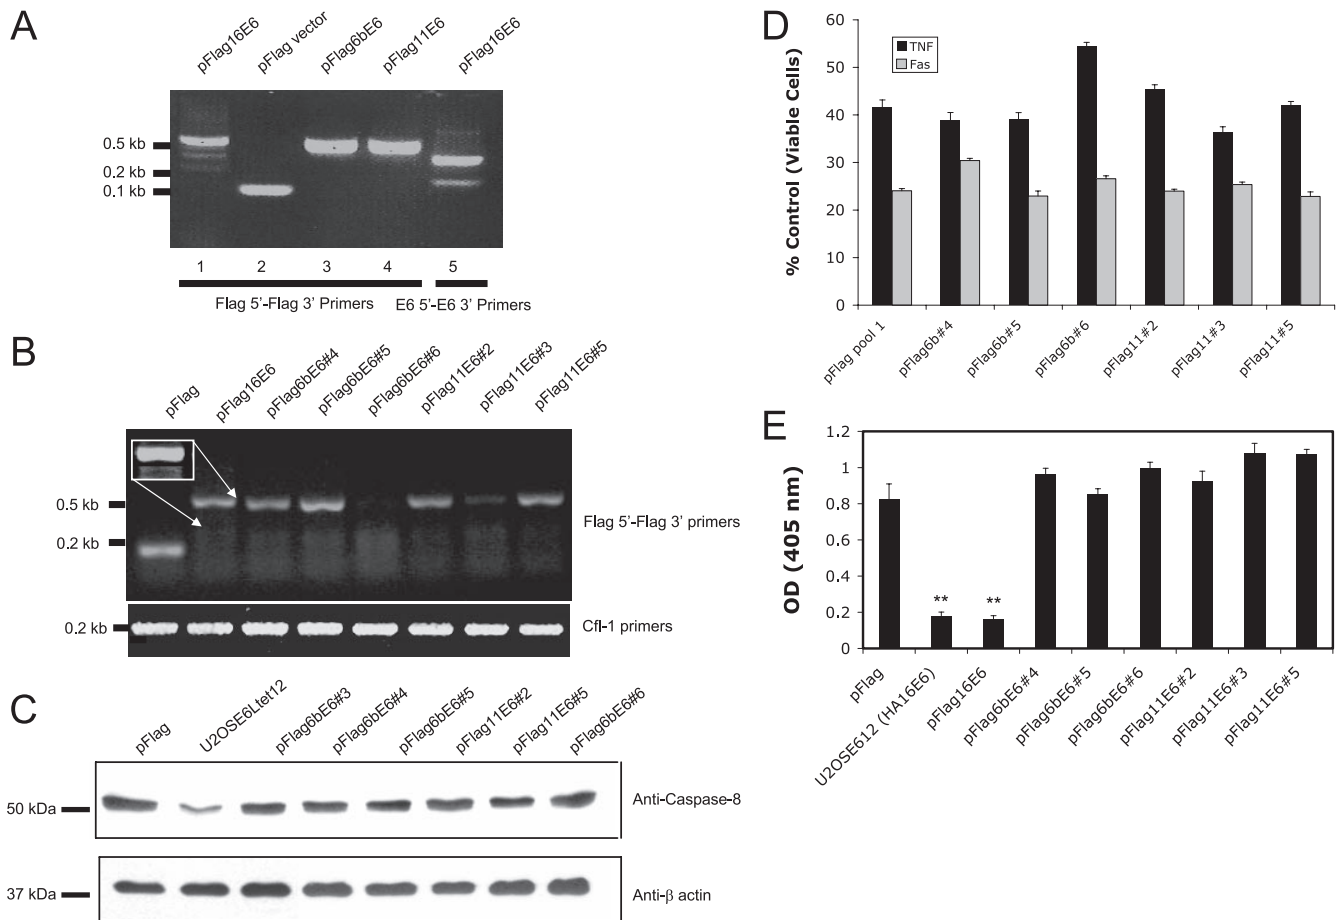 A
pFlag16E6
pFlag vector
pFlag6bE6
pFlag11E6
pFlag16E6
0.5 kb
0.2 kb
0.1 kb
1 2 3 4 5
Flag 5'-Flag 3' Primers
E6 5'-E6 3' Primers
B
pFlag
pFlag16E6
pFlag6bE6#4
pFlag6bE6#5
pFlag6bE6#6
pFlag11E6#2
pFlag11E6#3
pFlag11E6#5
0.5 kb
0.2 kb
Flag 5'-Flag 3' primers
0.2 kb
Cfl-1 primers
C
pFlag
U2OSE6Ltet12
pFlag6bE6#3
pFlag6bE6#4
pFlag6bE6#5
pFlag11E6#2
pFlag11E6#5
pFlag6bE6#6
50 kDa
Anti-Caspase-8
37 kDa
Anti-β actin
D
% Control (Viable Cells)
60
50
40
30
20
10
0
TNF
Fas
pFlag pool 1
pFlag6b#4
pFlag6b#5
pFlag6b#6
pFlag11#2
pFlag11#3
pFlag11#5
E
OD (405 nm)
1.2
1
0.8
0.6
0.4
0.2
0
** **
pFlag
U2OSE612 (HA16E6)
pFlag16E6
pFlag6bE6#4
pFlag6bE6#5
pFlag6bE6#6
pFlag11E6#2
pFlag11E6#3
pFlag11E6#5